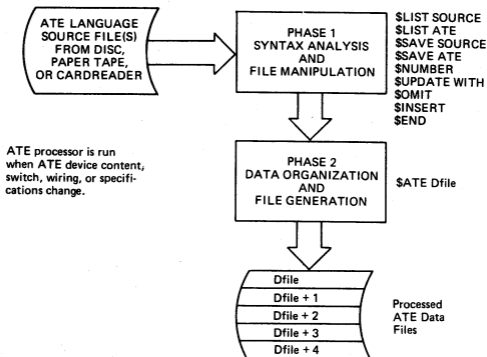 ATE LANGUAGE
SOURCE FILE(S)
FROM DISC,
PAPER TAPE,
OR CARDREADER
PHASE 1
SYNTAX ANALYSIS
AND
FILE MANIPULATION
$LIST SOURCE
$LIST ATE
$SAVE SOURCE
$SAVE ATE
$NUMBER
$UPDATE WITH
$OMIT
$INSERT
$END
ATE processor is run
when ATE device content,
switch, wiring, or specifi-
cations change.
PHASE 2
DATA ORGANIZATION
AND
FILE GENERATION
$ATE Dfile
Dfile
Dfile + 1
Dfile + 2
Dfile + 3
Dfile + 4
Processed
ATE Data
Files